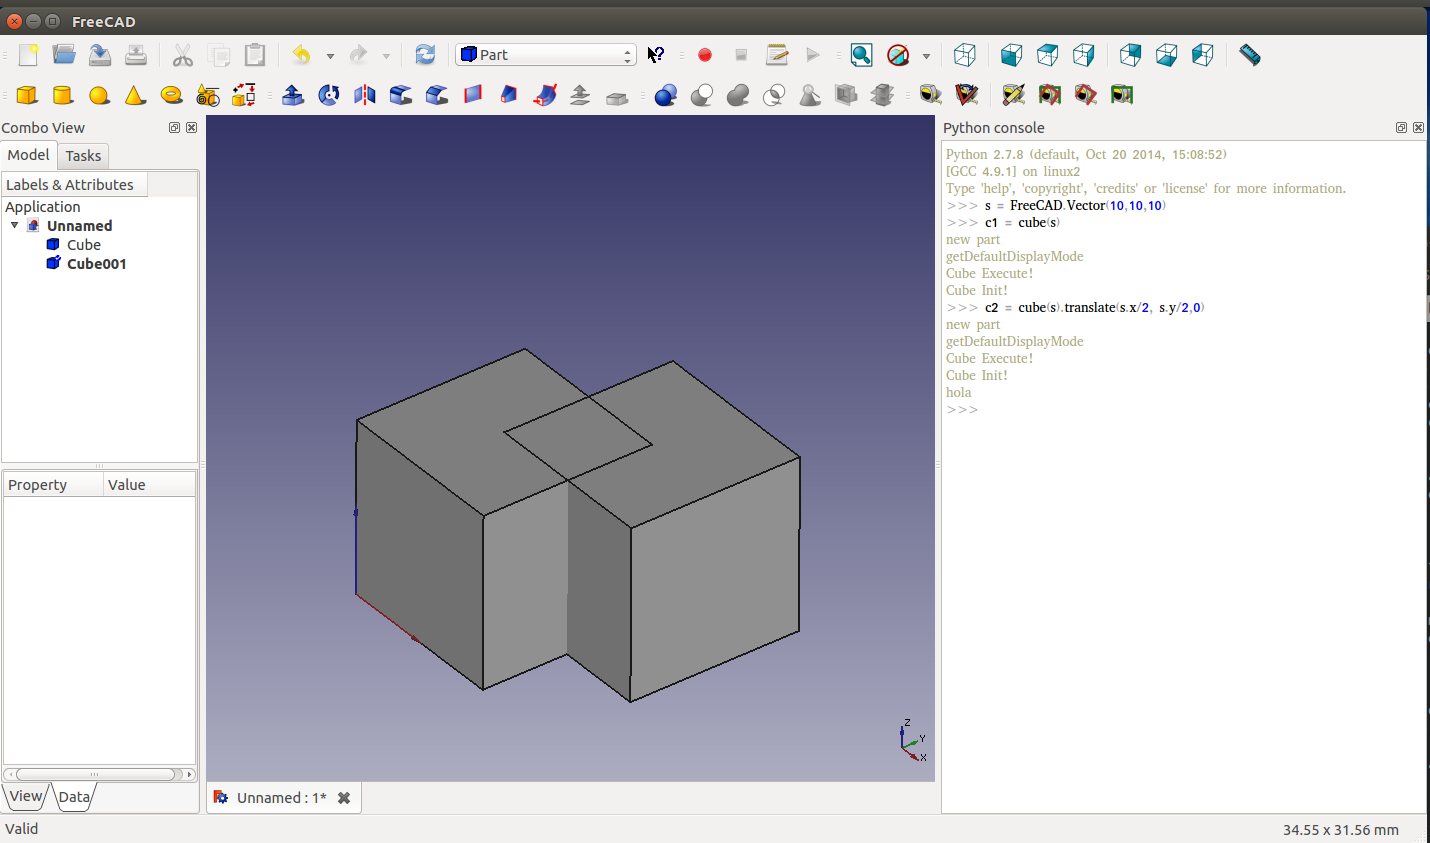 FreeCAD
Part
Combo View
Model Tasks
Labels & Attributes
Application
Unnamed
Cube
Cube001
Property Value
View Data
Valid
Z
Y
X
Unnamed : 1*
Python console
Python 2.7.8 (default, Oct 20 2014, 15:08:52)
[GCC 4.9.1] on linux2
Type 'help', 'copyright', 'credits' or 'license' for more information.
>>> s = FreeCAD.Vector(10,10,10)
>>> c1 = cube(s)
new part
getDefaultDisplayMode
Cube Execute!
Cube Init!
>>> c2 = cube(s).translate(s.x/2, s.y/2,0)
new part
getDefaultDisplayMode
Cube Execute!
Cube Init!
hola
>>>
34.55 x 31.56 mm